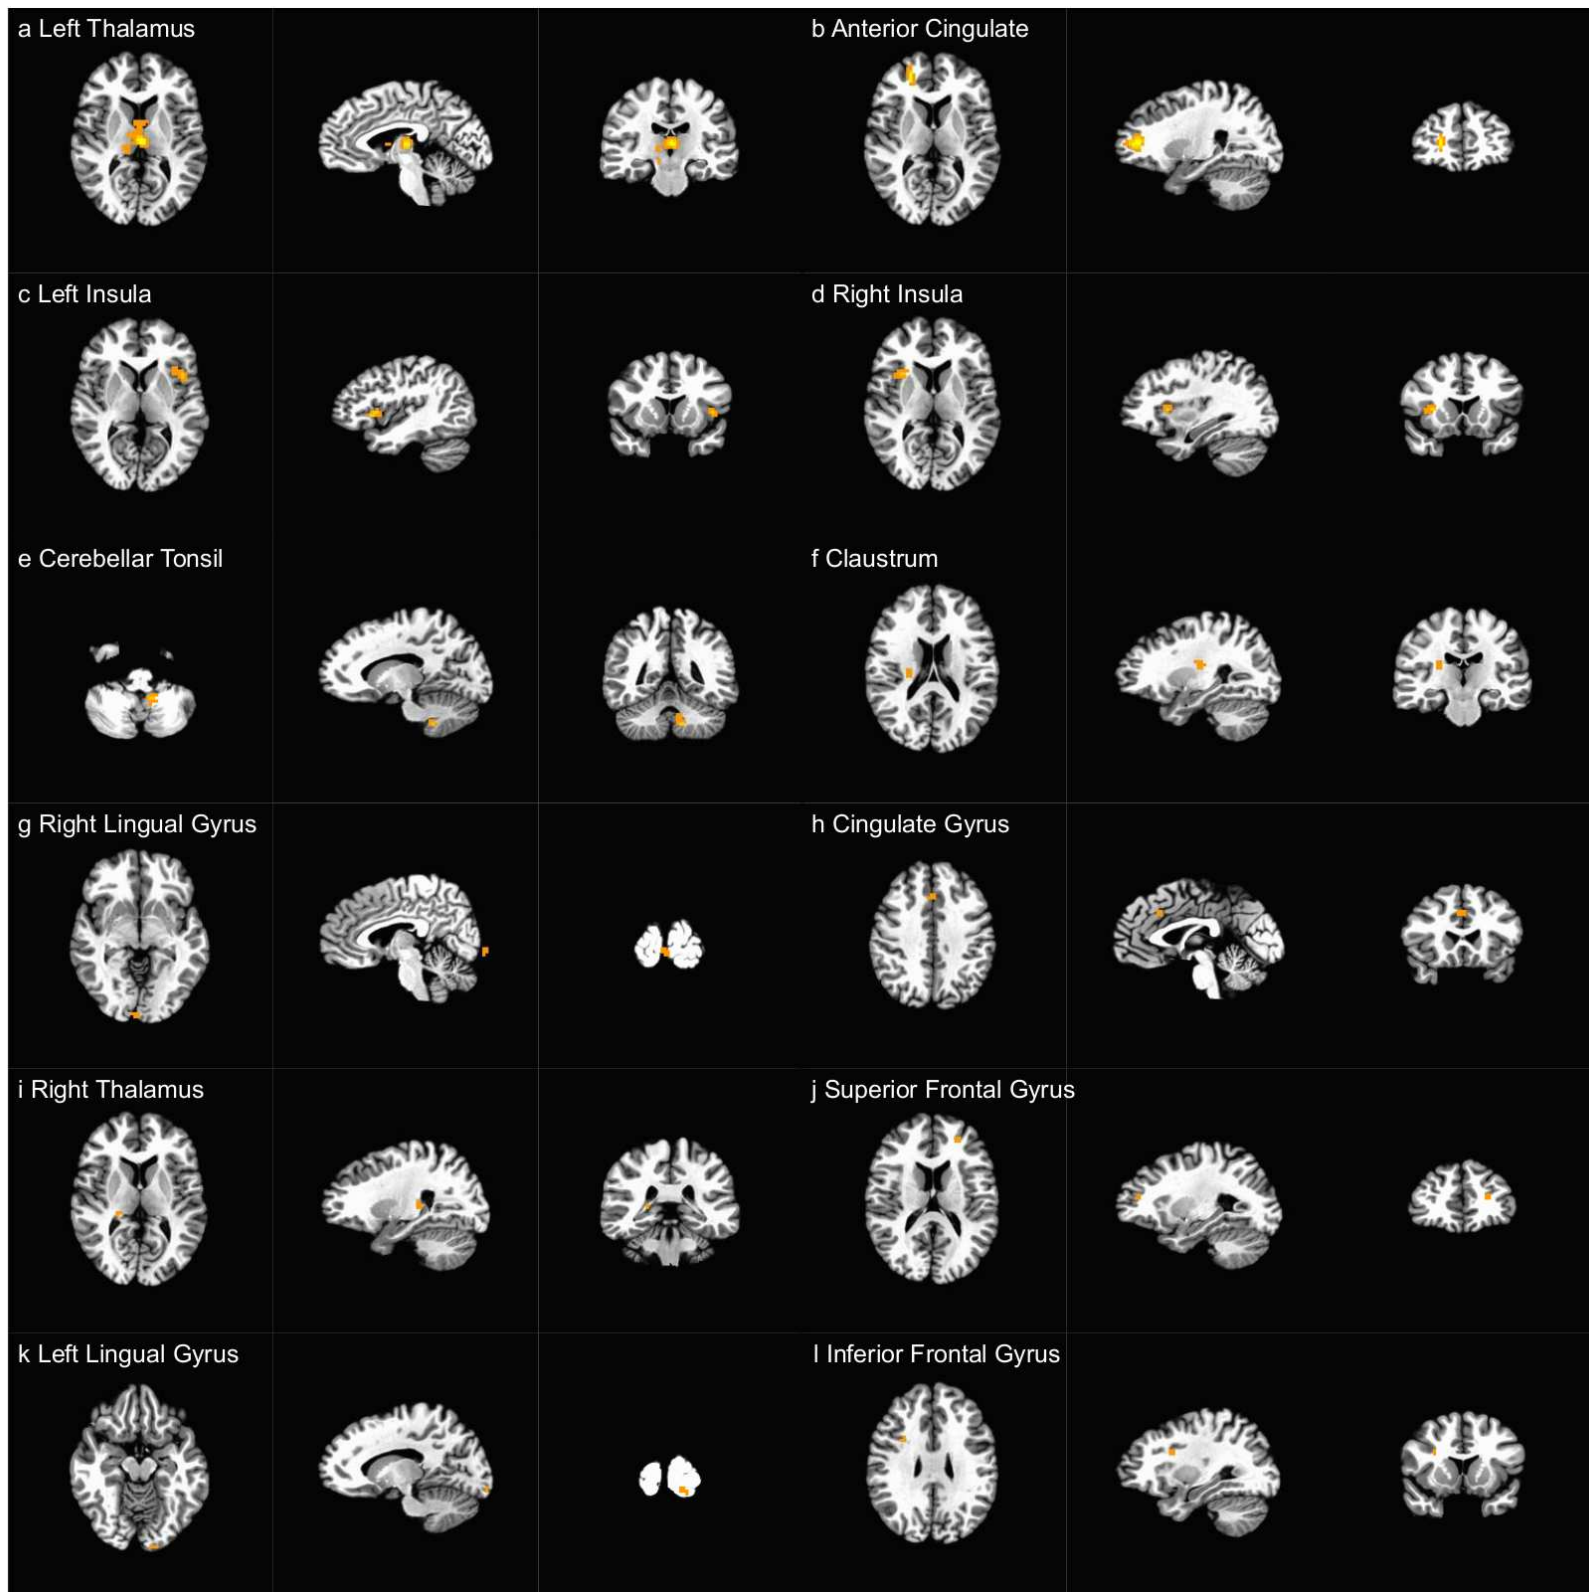 a Left Thalamus
b Anterior Cingulate
c Left Insula
d Right Insula
e Cerebellar Tonsil
f Claustrum
g Right Lingual Gyrus
h Cingulate Gyrus
i Right Thalamus
j Superior Frontal Gyrus
k Left Lingual Gyrus
l Inferior Frontal Gyrus